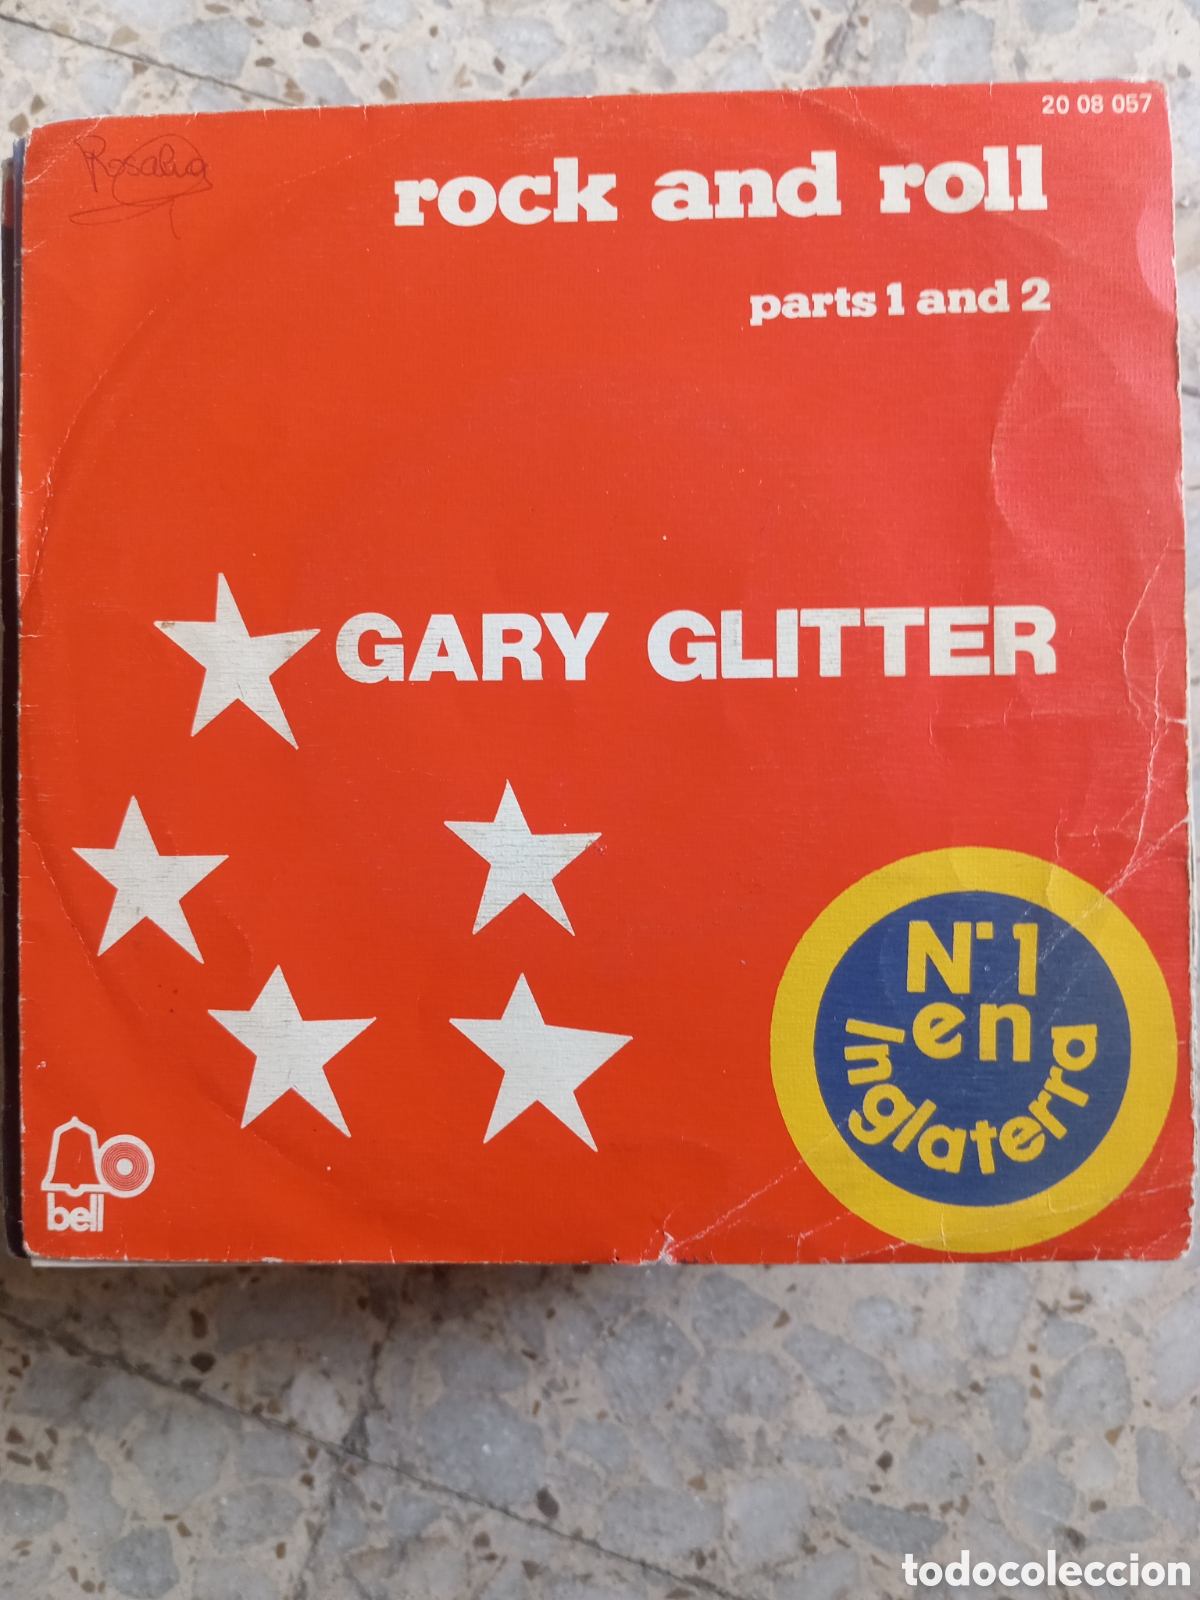 20 08 057
Rosalia
rock and roll
parts 1 and 2
GARY GLITTER
N·1
en
Inglaterra
bell
todocoleccion